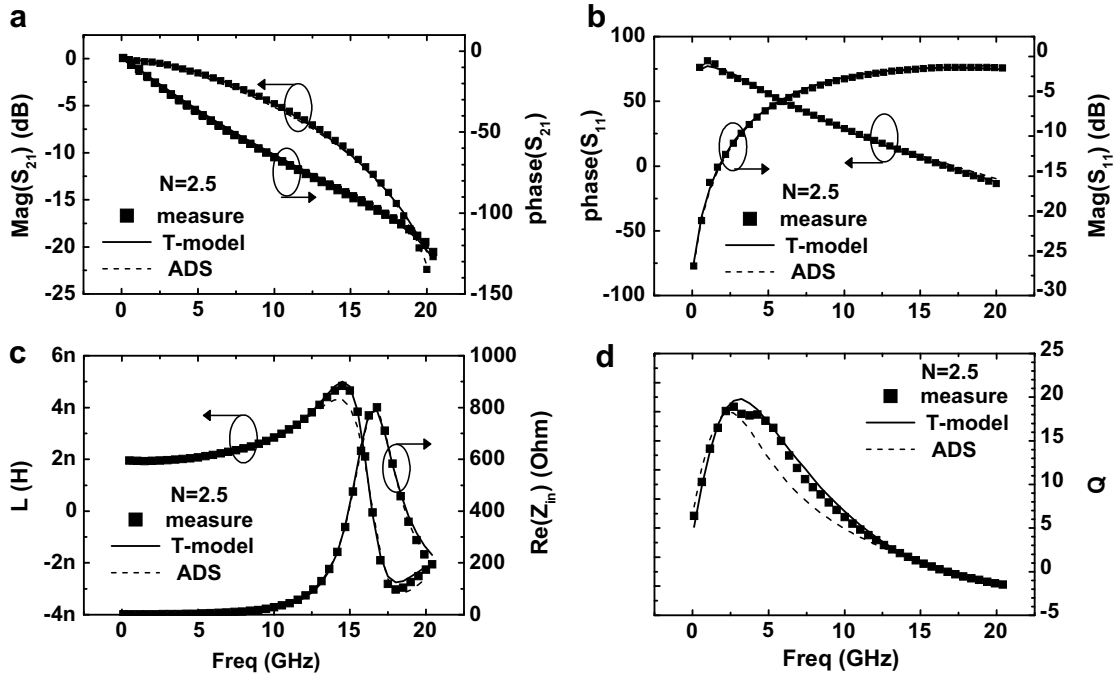 a
0
-5
-10
-15
-20
-25
Mag(S21) (dB)
0
-50
-100
-150
phase(S21)
N=2.5
measure
T-model
ADS
0 5 10 15 20
b
100
75
50
25
0
-25
-50
-75
-100
phase(S11)
0
-5
-10
-15
-20
-25
-30
Mag(S11) (dB)
N=2.5
measure
T-model
ADS
0 5 10 15 20
c
6n
4n
2n
0
-2n
-4n
L (H)
1000
800
600
400
200
0
Re(Zin) (Ohm)
N=2.5
measure
T-model
ADS
0 5 10 15 20
Freq (GHz)
d
25
20
15
10
5
0
-5
Q
N=2.5
measure
T-model
ADS
0 5 10 15 20
Freq (GHz)